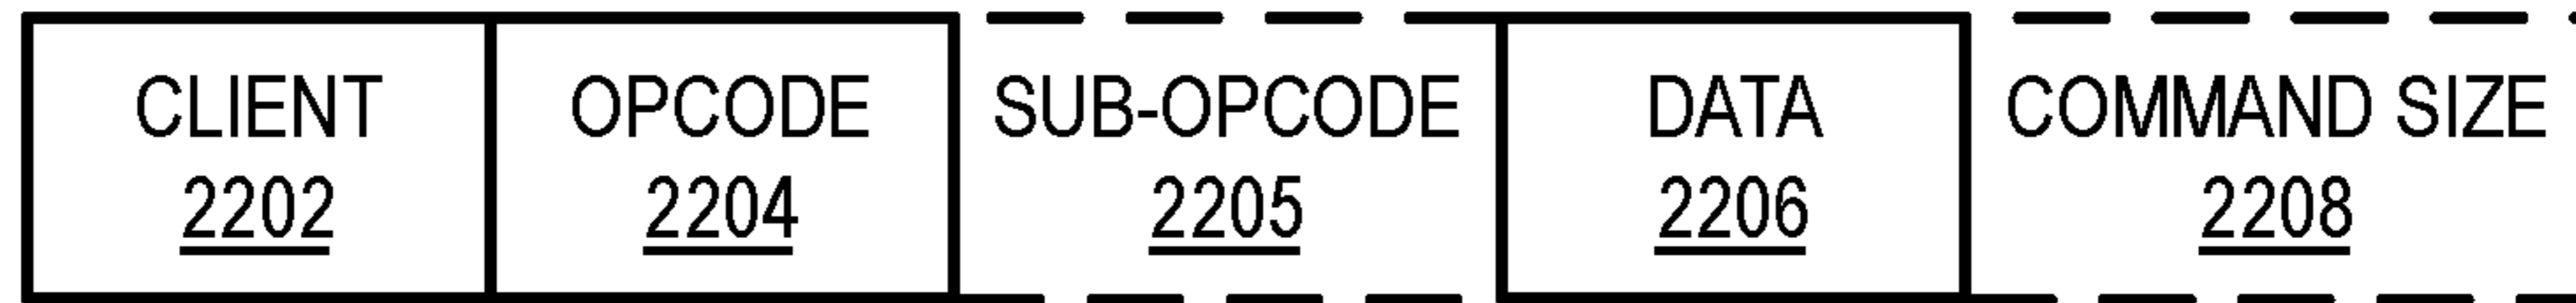 CLIENT OPCODE SUB-OPCODE DATA COMMAND SIZE
2202 2204 2205 2206 2208